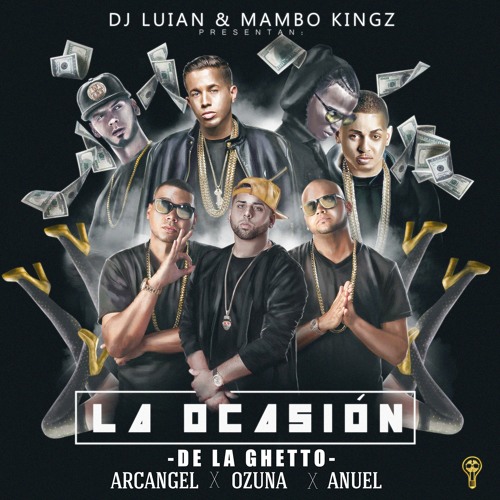 DJ LUIAN & MAMBO KINGZ
PRESENTAN:
LA OCASIÓN
-DE LA GHETTO-
ARCANGEL X OZUNA X ANUEL